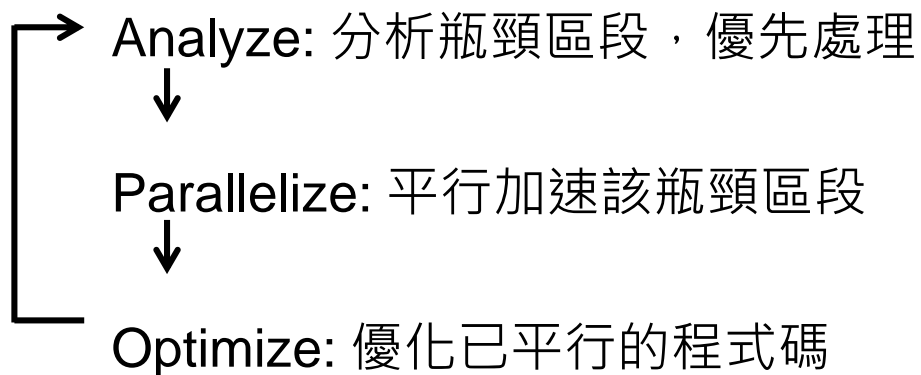 Analyze: 分析瓶頸區段，優先處理
Parallelize: 平行加速該瓶頸區段
Optimize: 優化已平行的程式碼